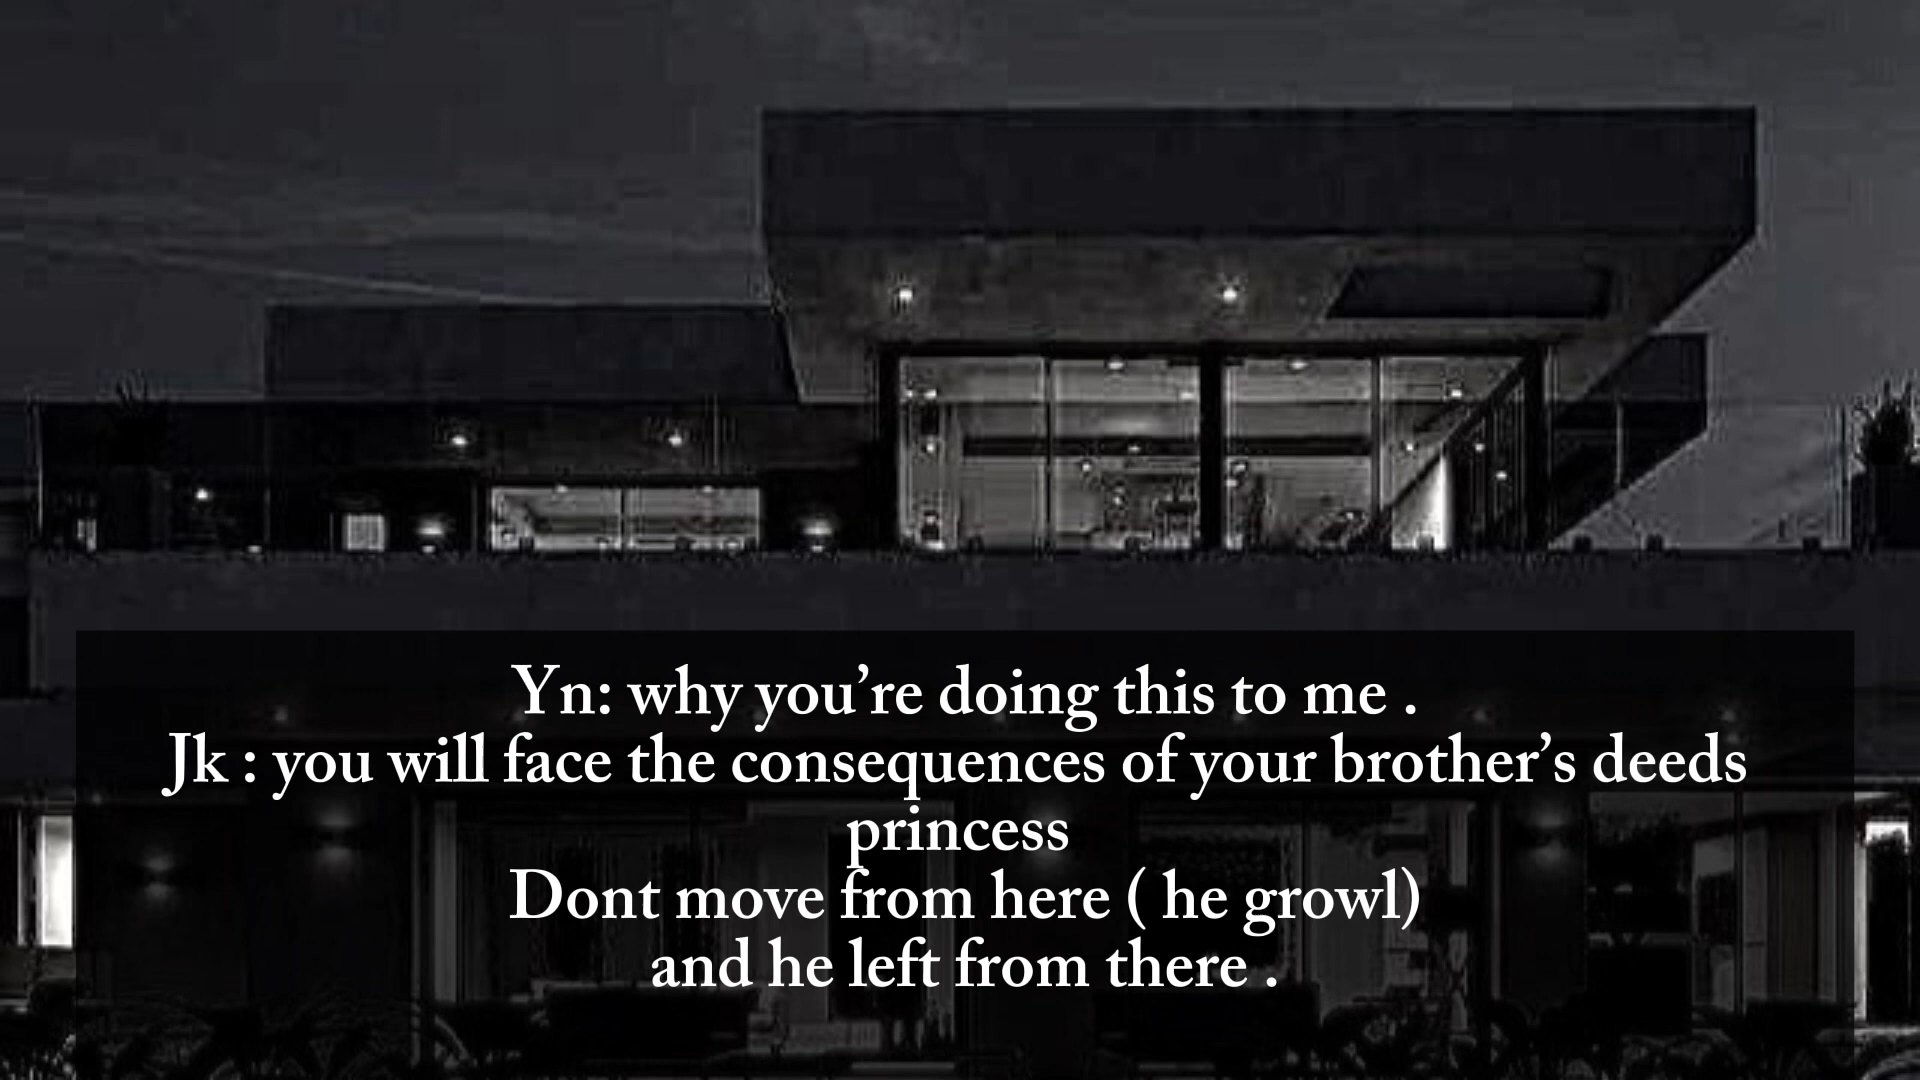 Yn: why you’re doing this to me .
Jk : you will face the consequences of your brother’s deeds
princess
Dont move from here ( he growl)
and he left from there .